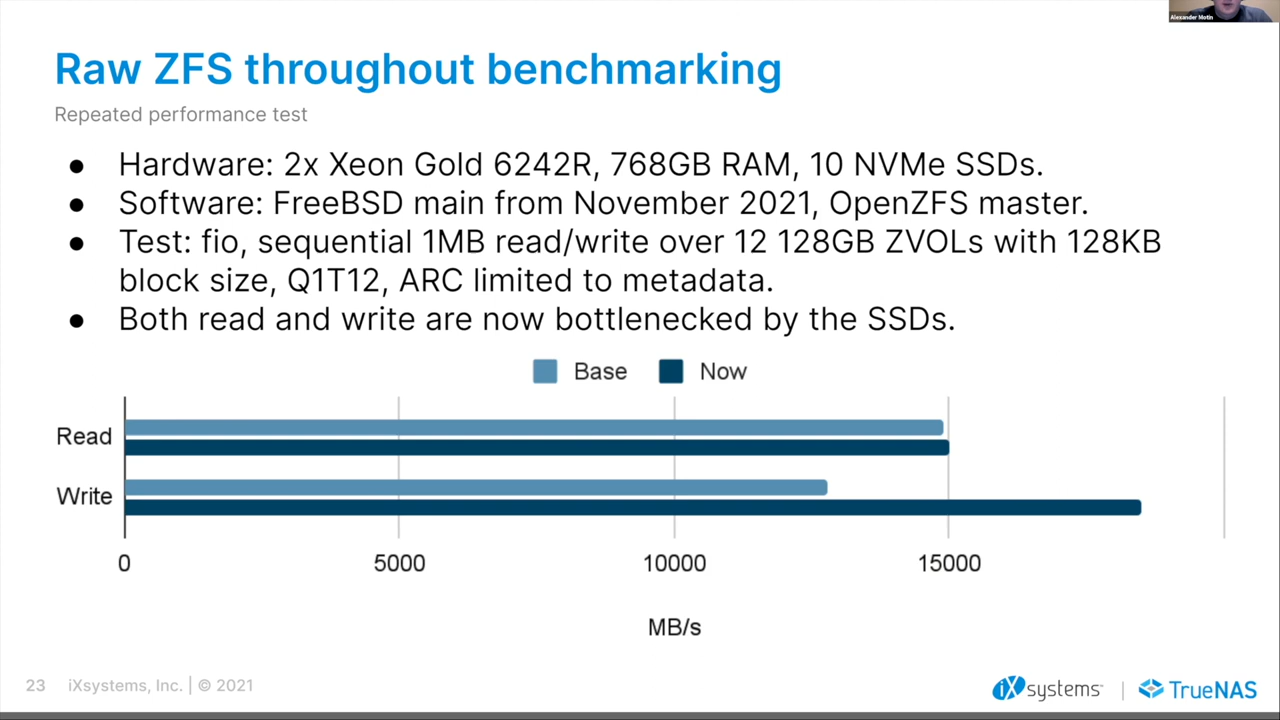 Alexander Motin
Raw ZFS throughout benchmarking
Repeated performance test
● Hardware: 2x Xeon Gold 6242R, 768GB RAM, 10 NVMe SSDs.
● Software: FreeBSD main from November 2021, OpenZFS master.
● Test: fio, sequential 1MB read/write over 12 128GB ZVOLs with 128KB
block size, Q1T12, ARC limited to metadata.
● Both read and write are now bottlenecked by the SSDs.
Base Now
Read
Write
0 5000 10000 15000
MB/s
23 iXsystems, Inc. | © 2021
iXsystems | TrueNAS